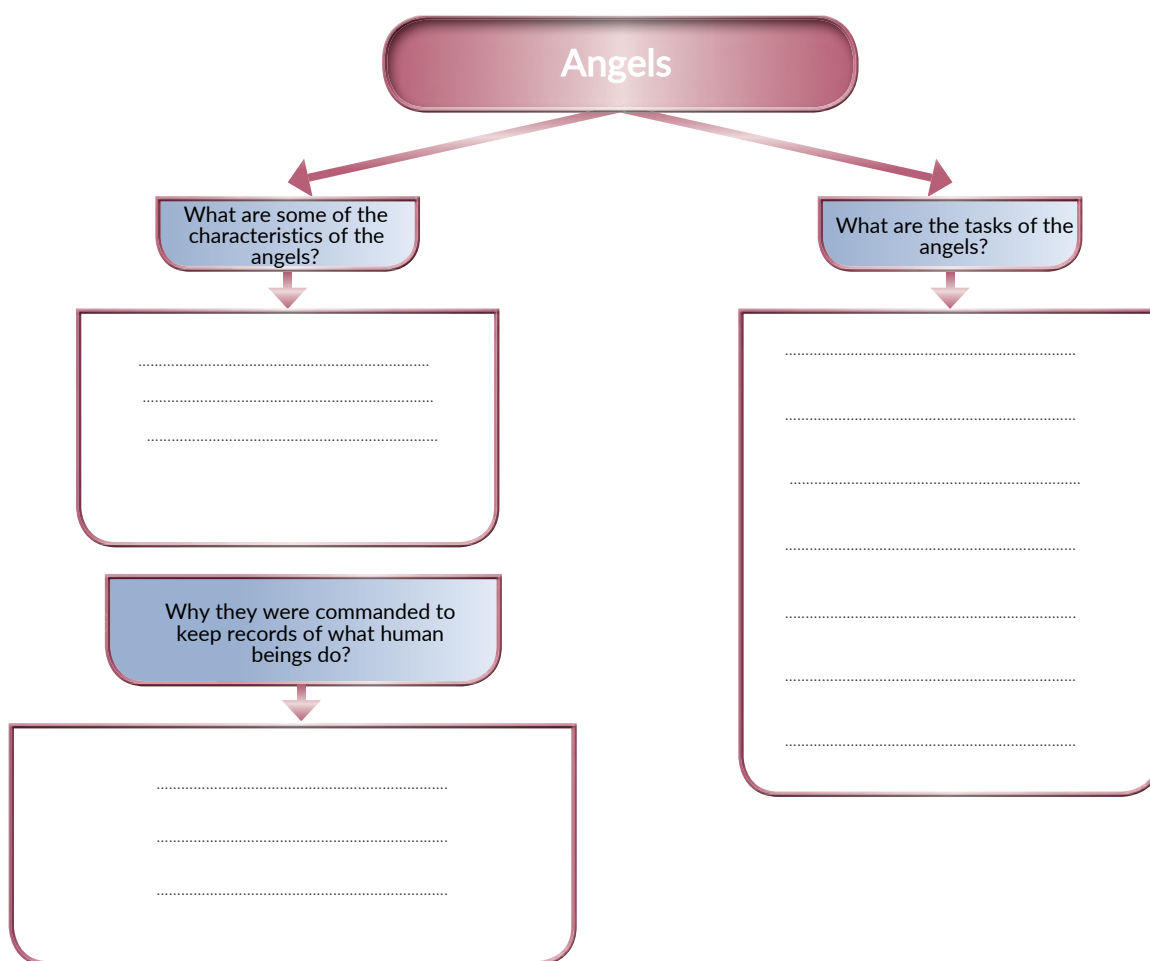 Angels
What are some of the
characteristics of the
angels?
What are the tasks of the
angels?
........................................................................
........................................................................
........................................................................
Why they were commanded to
keep records of what human
beings do?
........................................................................
........................................................................
........................................................................
........................................................................
........................................................................
........................................................................
........................................................................
........................................................................
........................................................................
........................................................................